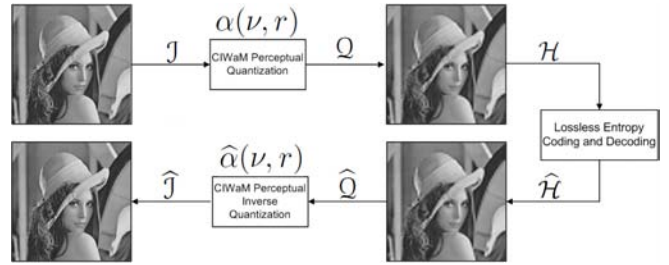 α(ν, r)
ℐ
CIWaM Perceptual
Quantization
𝒬
ℋ
Lossless Entropy
Coding and Decoding
α̂(ν, r)
ℐ̂
CIWaM Perceptual
Inverse
Quantization
𝒬̂
ℋ̂